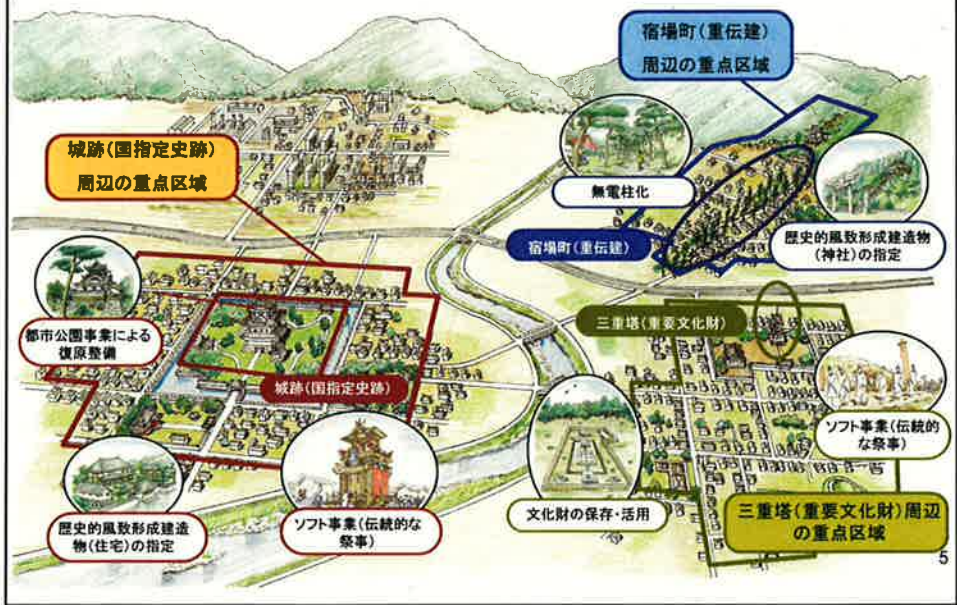 宿場町(重伝建)
周辺の重点区域
城跡(国指定史跡)
周辺の重点区域
無電柱化
宿場町(重伝建)
歴史的風致形成建造物
(神社)の指定
都市公園事業による
復原整備
三重塔(重要文化財)
城跡(国指定史跡)
ソフト事業(伝統的
な祭事)
歴史的風致形成建造
物(住宅)の指定
ソフト事業(伝統的な
祭事)
文化財の保存・活用
三重塔(重要文化財)周辺
の重点区域
5